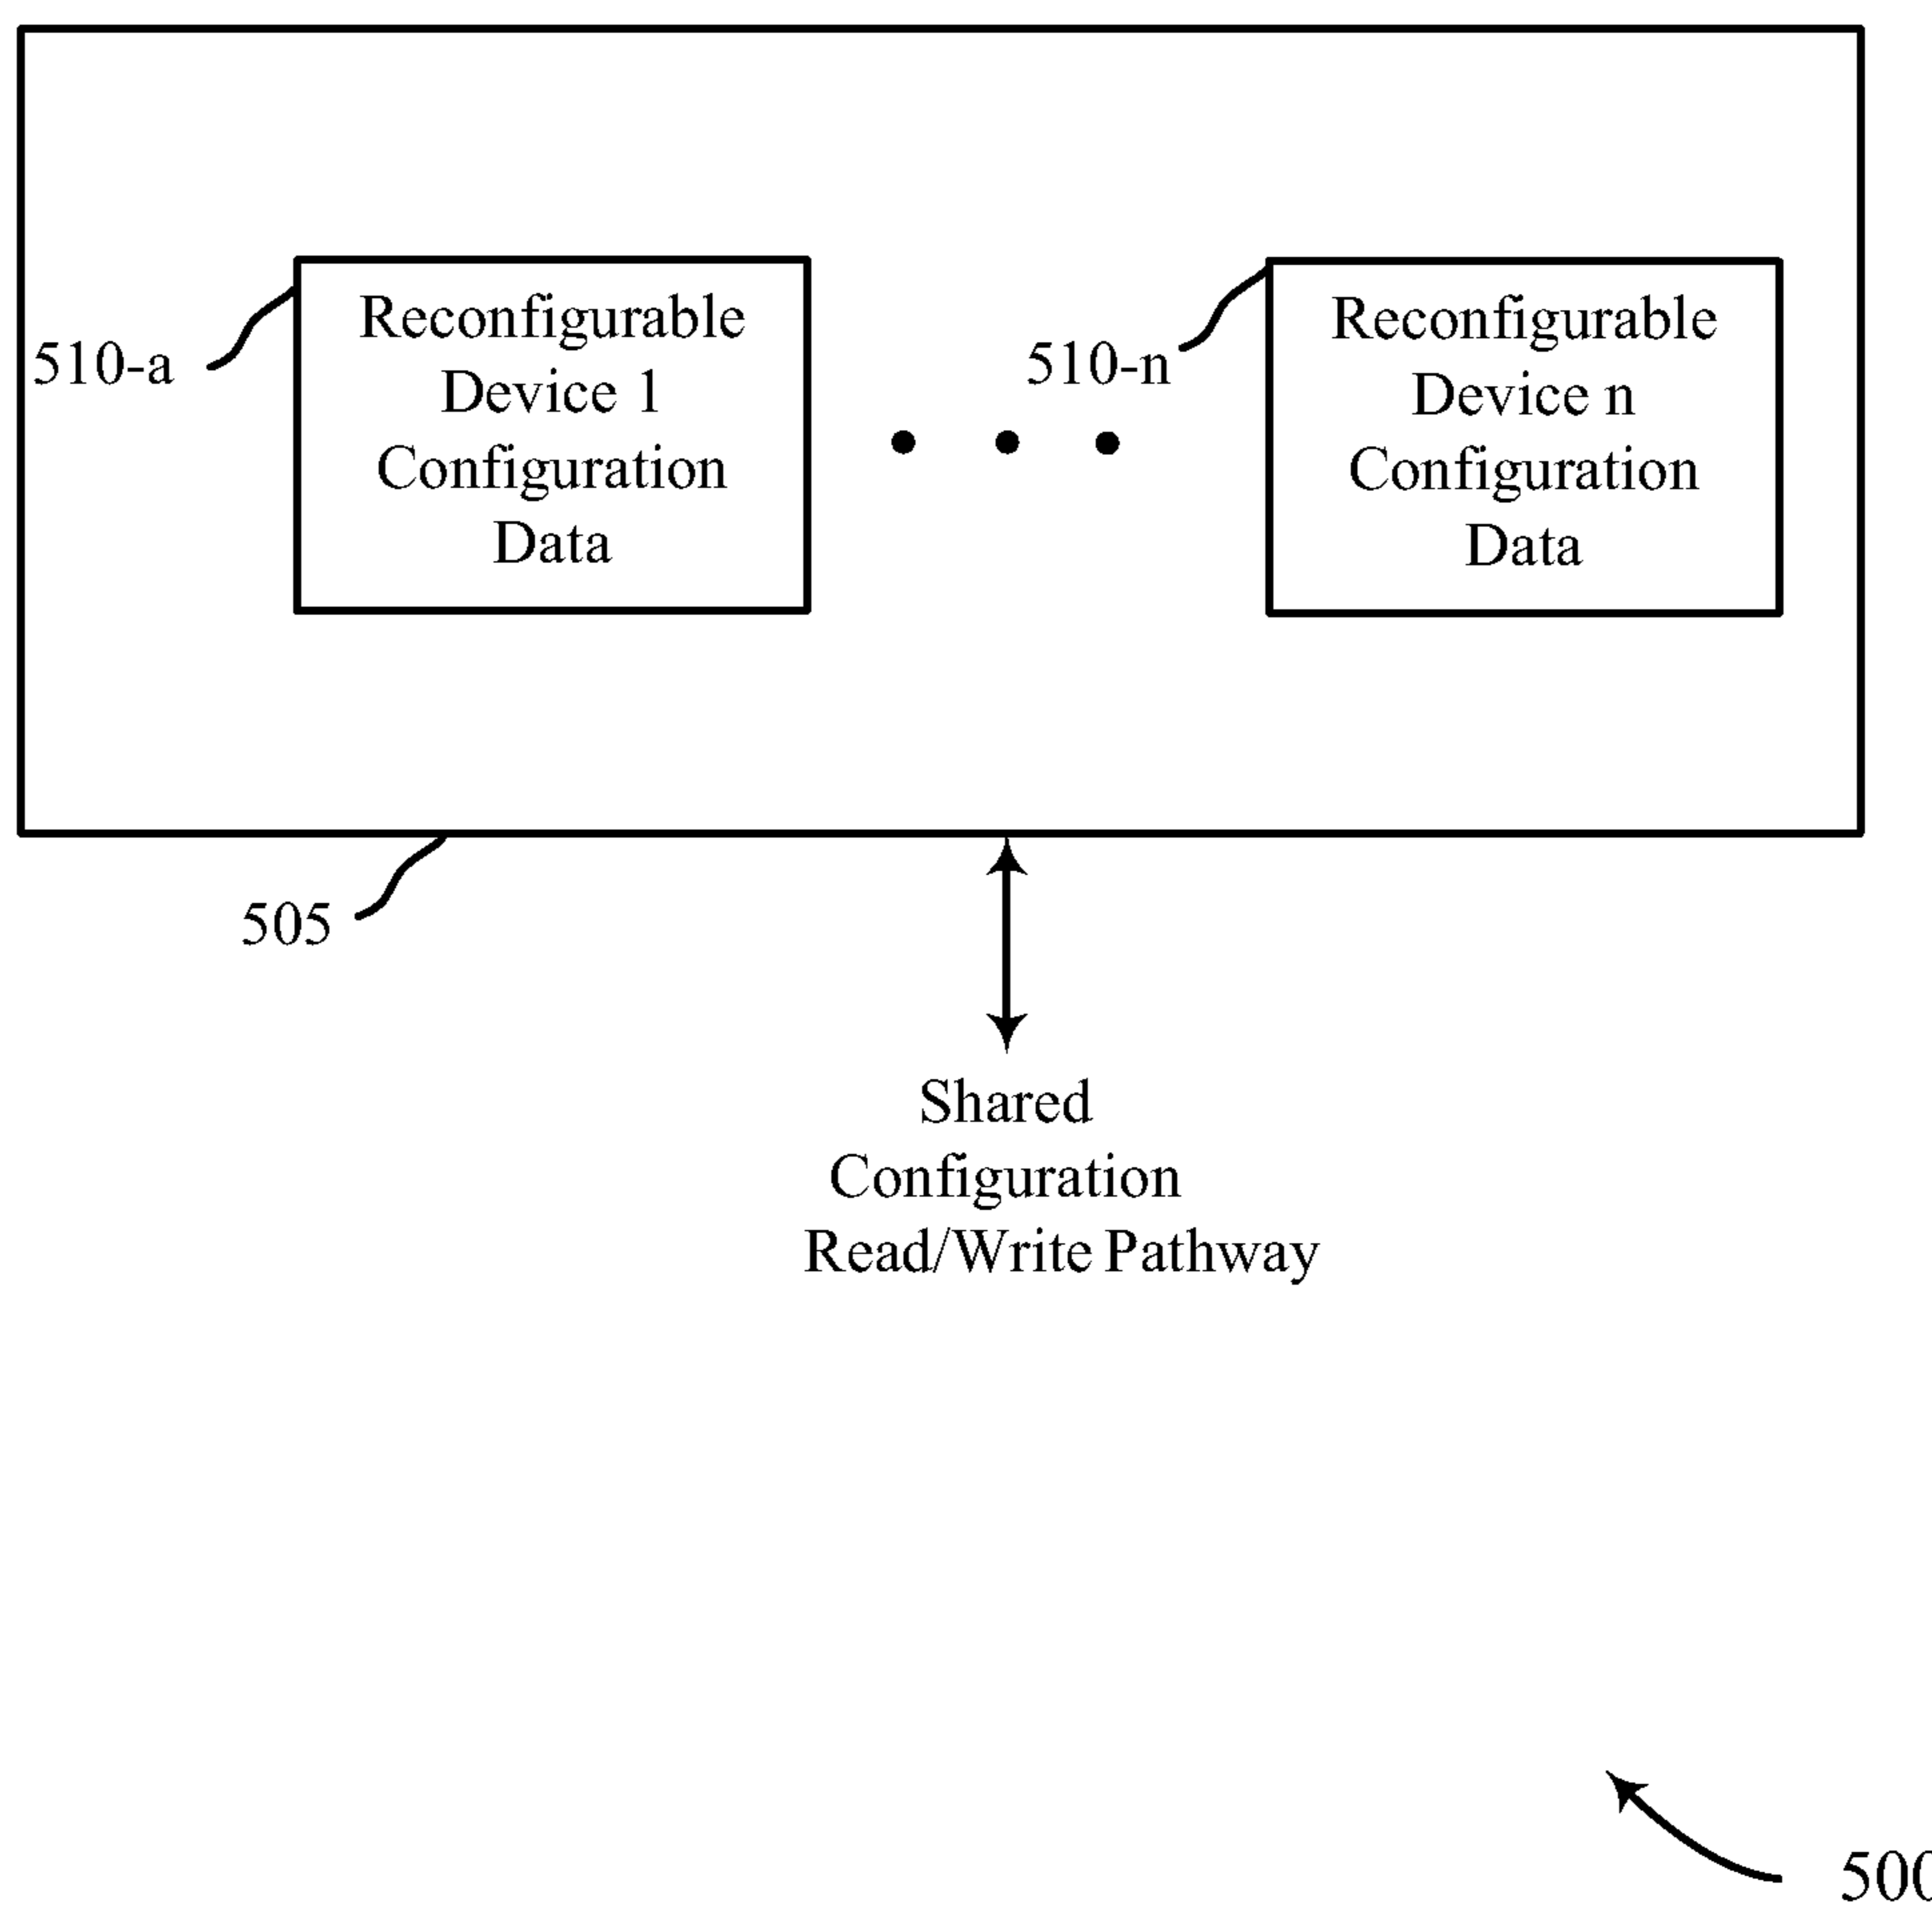 510-a
Reconfigurable
Device 1
Configuration
Data
510-n
Reconfigurable
Device n
Configuration
Data
505
Shared
Configuration
Read/Write Pathway
500